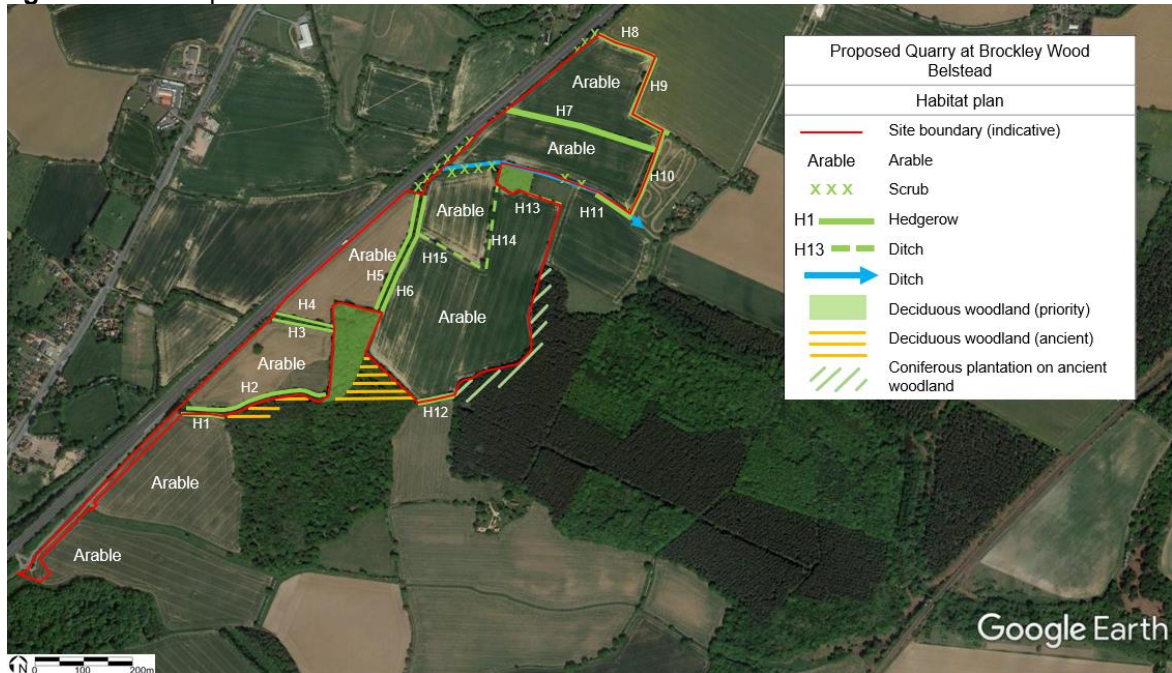 H8
Arable
H9
H7
Arable
H10
H13
H11
Arable
H14
H15
Arable
H5
H6
H4
Arable
H3
Arable
H2
H12
H1
Arable
Arable
Proposed Quarry at Brockley Wood
Belstead
Habitat plan
Site boundary (indicative)
Arable Arable
x x x Scrub
H1 Hedgerow
H13 Ditch
Ditch
Deciduous woodland (priority)
Deciduous woodland (ancient)
Coniferous plantation on ancient
woodland
Google Earth
N 0 100 200m